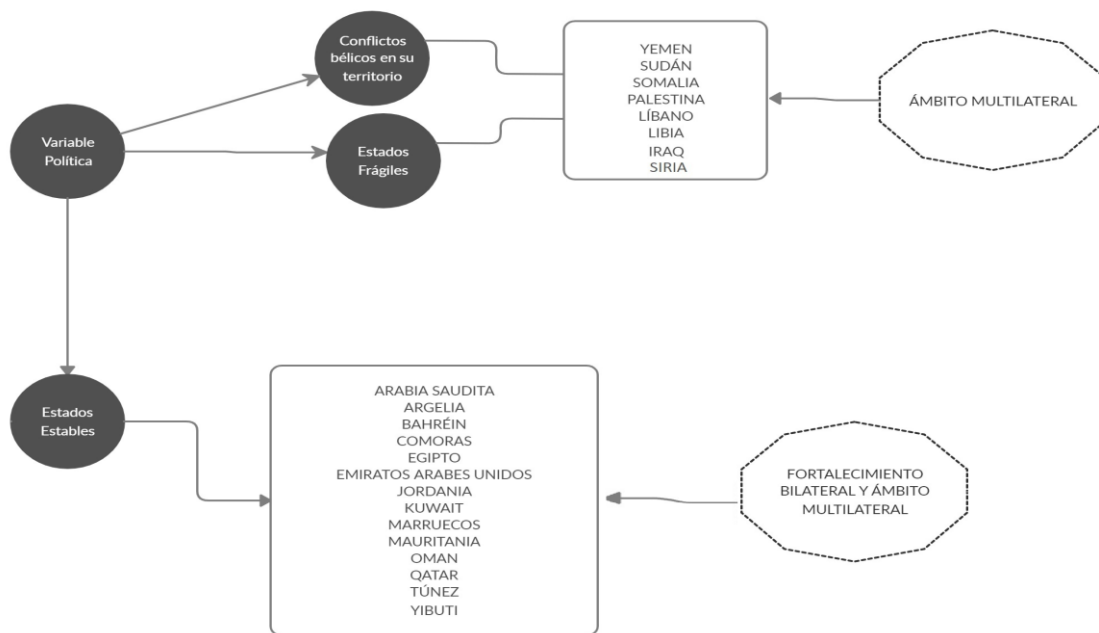 Variable
Política
Conflictos
bélicos en su
territorio
Estados
Frágiles
YEMEN
SUDÁN
SOMALIA
PALESTINA
LÍBANO
LIBIA
IRAQ
SIRIA
ÁMBITO MULTILATERAL
Estados
Estables
ARABIA SAUDITA
ARGELIA
BAHRÉIN
COMORAS
EGIPTO
EMIRATOS ARABES UNIDOS
JORDANIA
KUWAIT
MARRUECOS
MAURITANIA
OMAN
QATAR
TÚNEZ
YIBUTI
FORTALECIMIENTO
BILATERAL Y ÁMBITO
MULTILATERAL